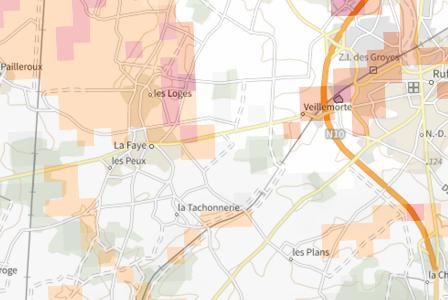 Z.I. des Groyes
Pailleroux
Ruf
les Loges
Veillemorte
N10
N.-D.
La Faye
les Peux
J24
la Tachonnerie
les Plans
roge
la Ch